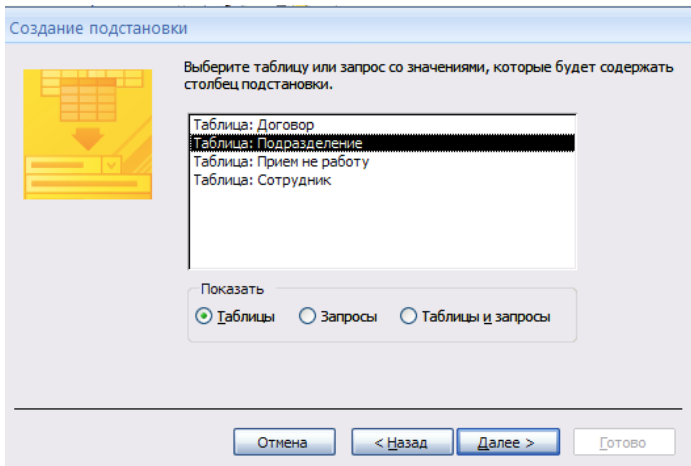 Создание подстановки
Выберите таблицу или запрос со значениями, которые будет содержать
столбец подстановки.
Таблица: Договор
Таблица: Подразделение
Таблица: Прием не работу
Таблица: Сотрудник
Показать
Таблицы Запросы Таблицы и запросы
Отмена < Назад Далее > Готово